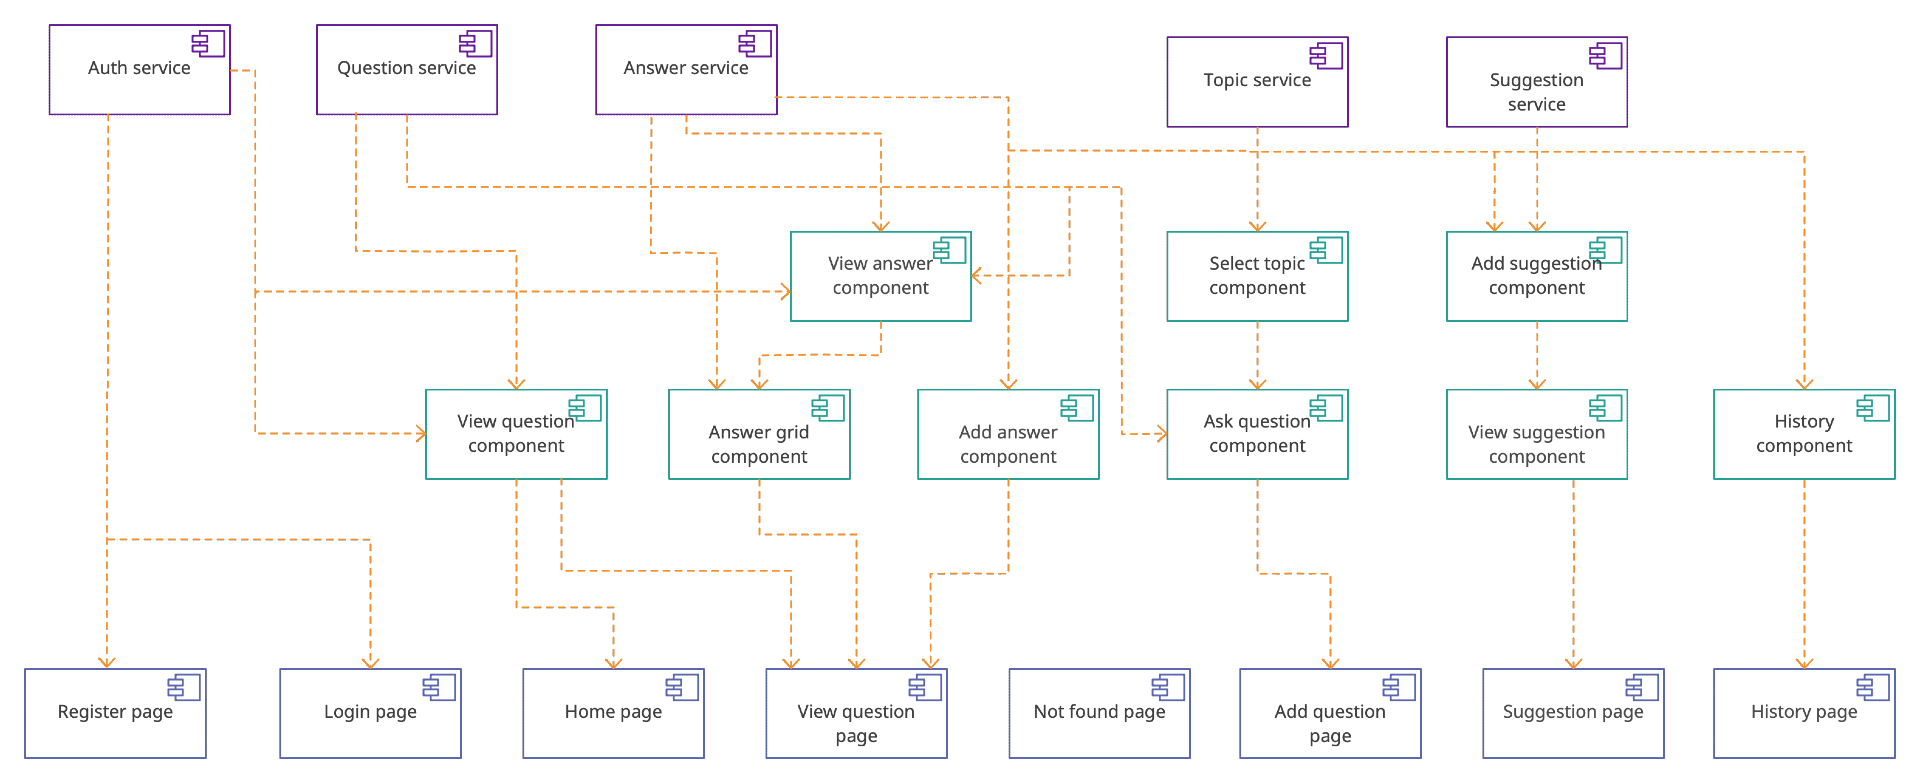 Auth service
Question service
Answer service
Topic service
Suggestion
service
View answer
component
Select topic
component
Add suggestion
component
View question
component
Answer grid
component
Add answer
component
Ask question
component
View suggestion
component
History
component
Register page
Login page
Home page
View question
page
Not found page
Add question
page
Suggestion page
History page